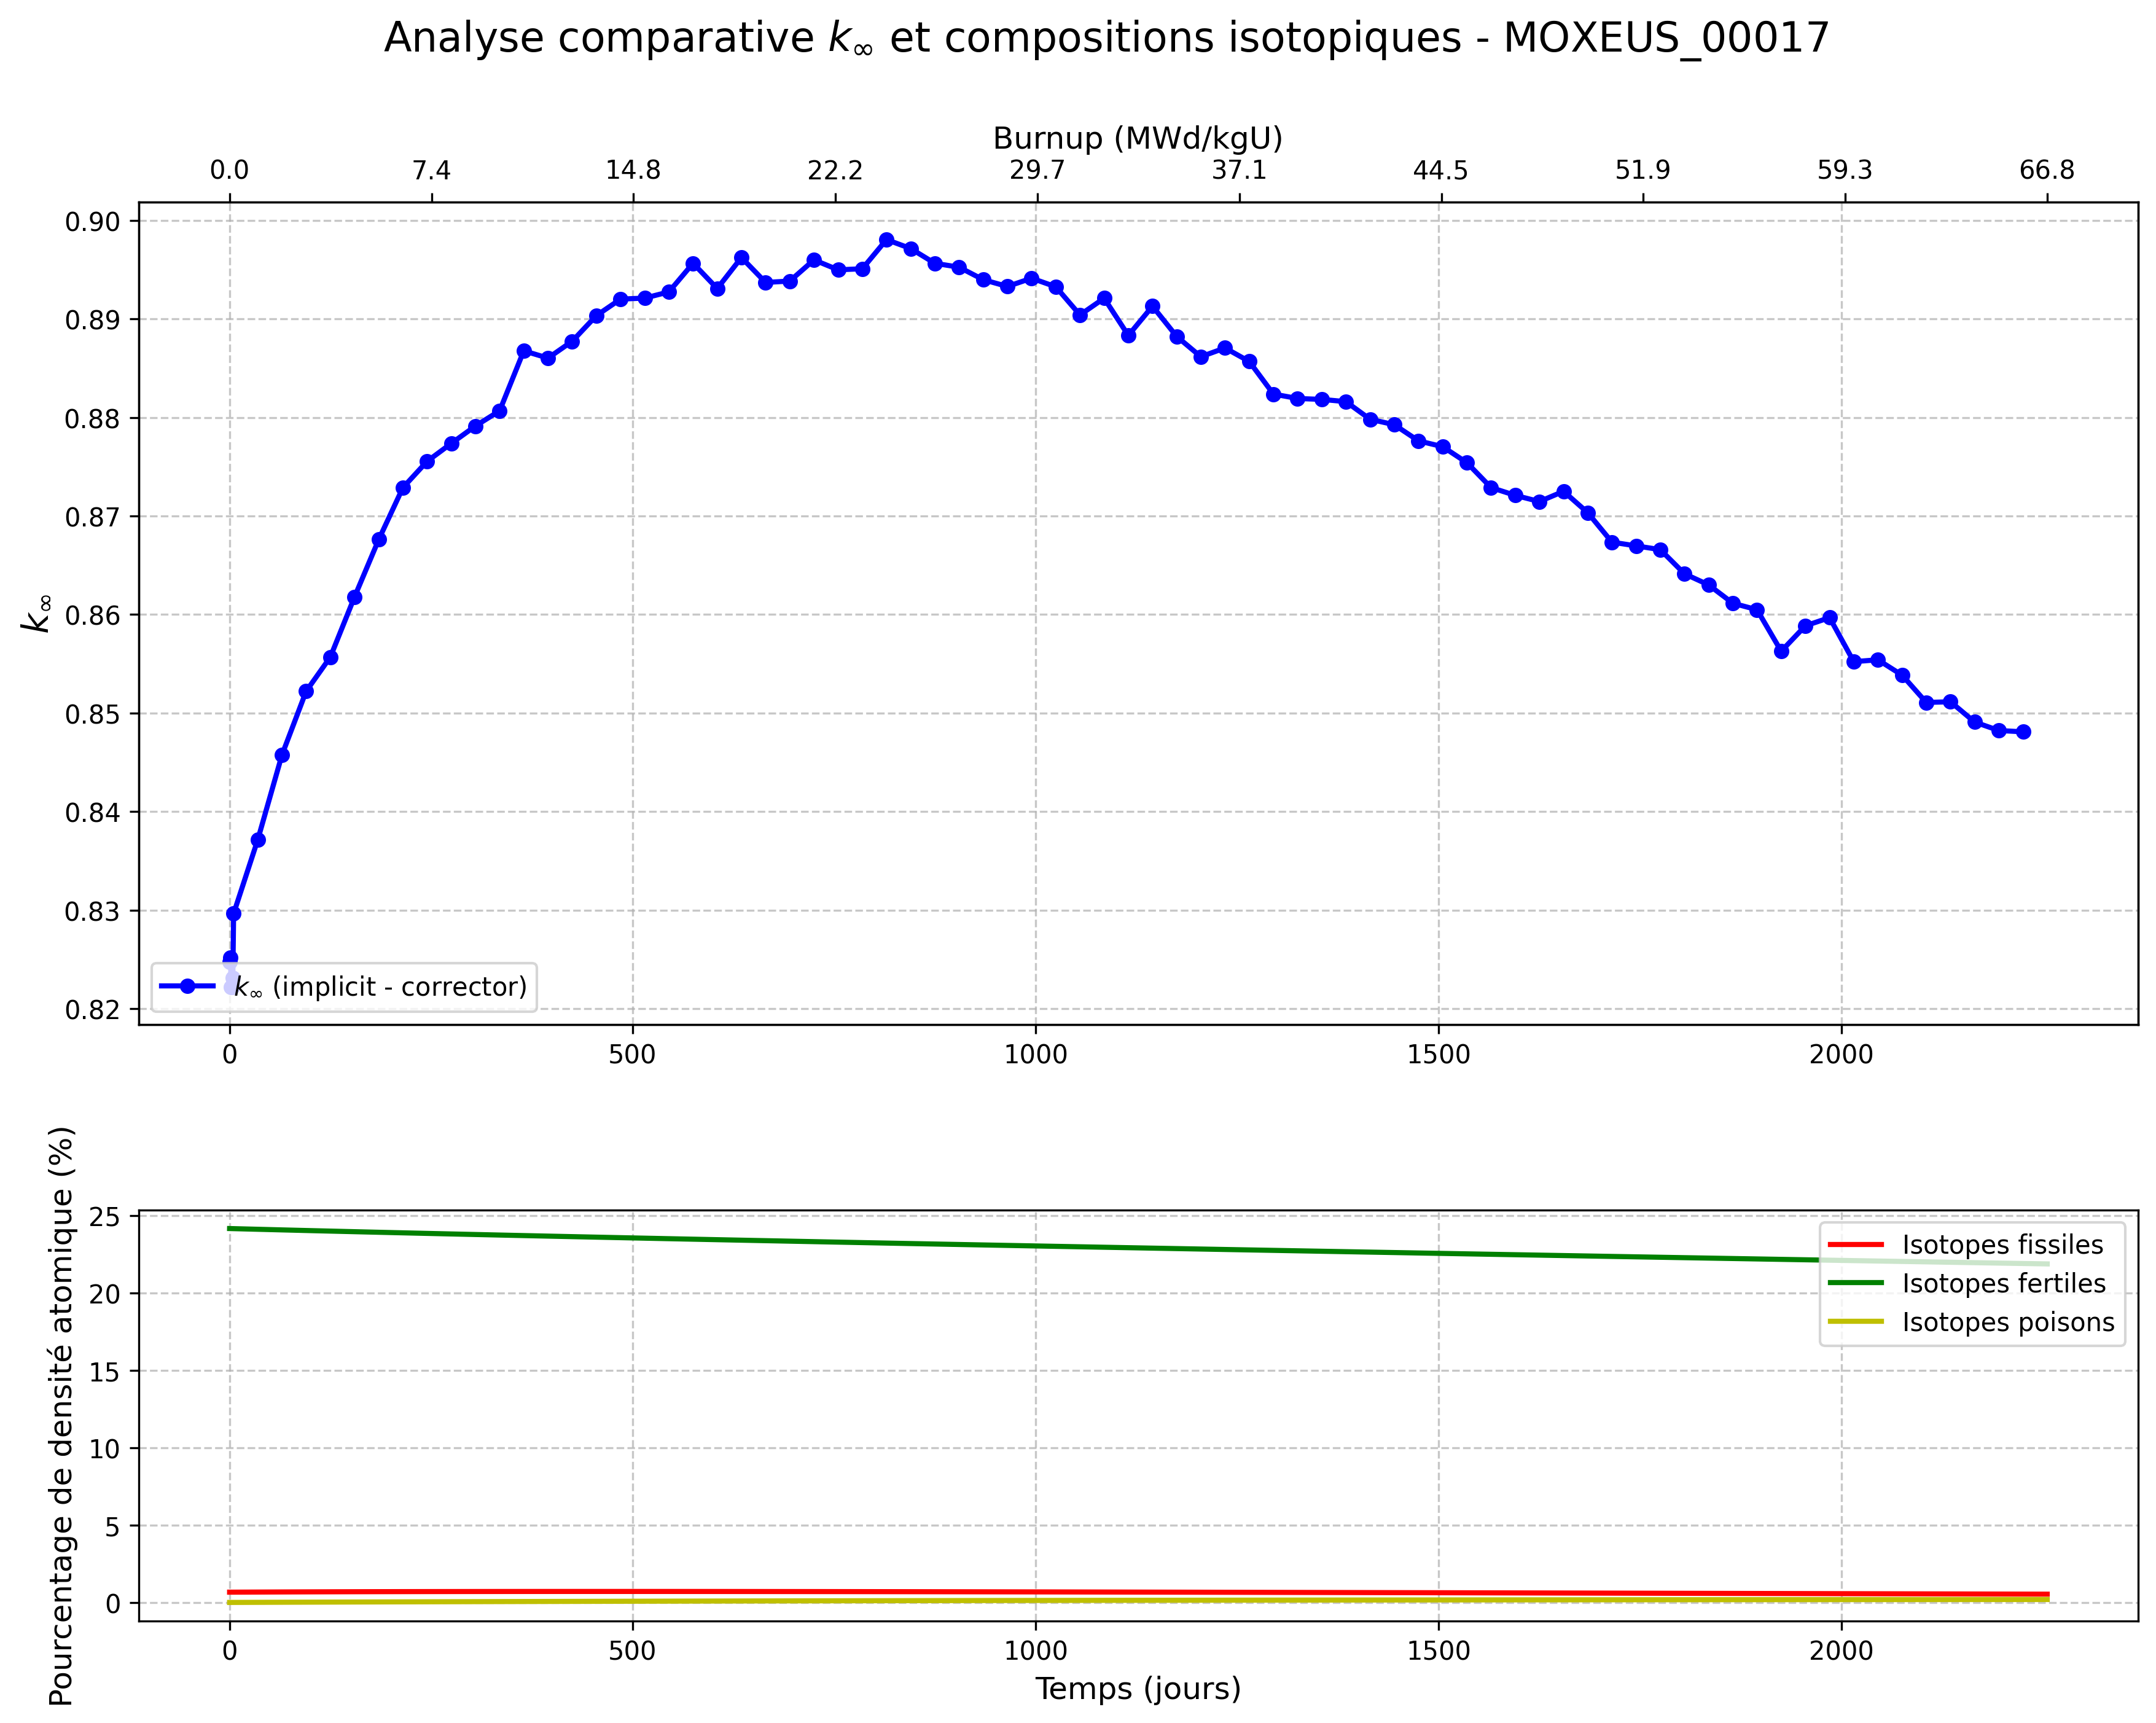 Analyse comparative k∞ et compositions isotopiques - MOXEUS_00017
Burnup (MWd/kgU)
0.0 7.4 14.8 22.2 29.7 37.1 44.5 51.9 59.3 66.8
0.90
0.89
0.88
0.87
0.86
0.85
0.84
0.83
0.82
k∞
k∞ (implicit - corrector)
0 500 1000 1500 2000
Pourcentage de densité atomique (%)
25
20
15
10
5
0
Isotopes fissiles
Isotopes fertiles
Isotopes poisons
0 500 1000 1500 2000
Temps (jours)